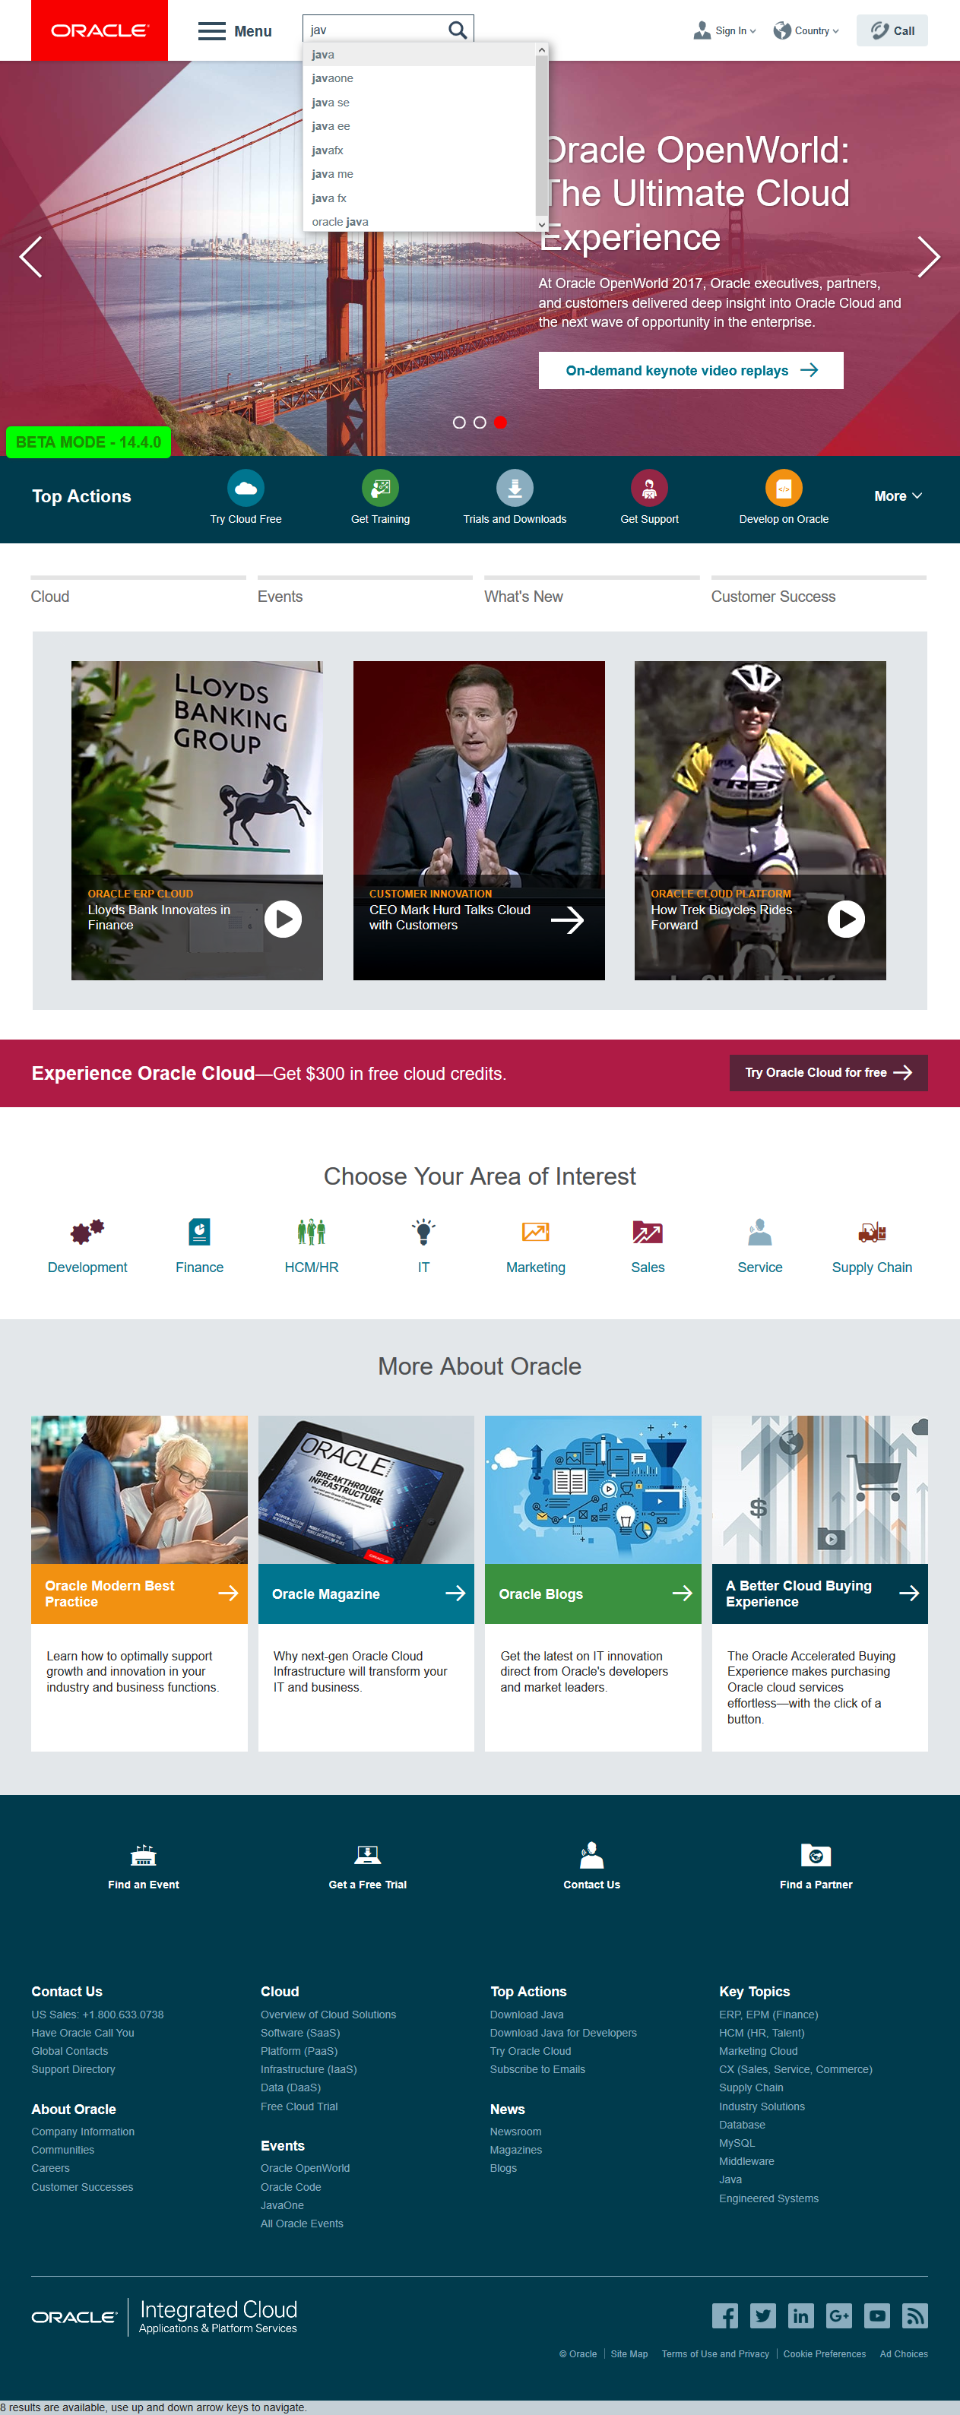 ORACLE
Menu
jav
Sign In
Country
Call
java
javaone
java se
java ee
javafx
java me
java fx
oracle java
Oracle OpenWorld:
The Ultimate Cloud
Experience
At Oracle OpenWorld 2017, Oracle executives, partners,
and customers delivered deep insight into Oracle Cloud and
the next wave of opportunity in the enterprise.
On-demand keynote video replays
BETA MODE - 14.4.0
Top Actions
Try Cloud Free
Get Training
Trials and Downloads
Get Support
Develop on Oracle
More
Cloud
Events
What's New
Customer Success
LLOYDS
BANKING
GROUP
ORACLE ERP CLOUD
Lloyds Bank Innovates in
Finance
CUSTOMER INNOVATION
CEO Mark Hurd Talks Cloud
with Customers
TREK
ORACLE CLOUD PLATFORM
How Trek Bicycles Rides
Forward
Experience Oracle Cloud—Get $300 in free cloud credits.
Try Oracle Cloud for free
Choose Your Area of Interest
Development
Finance
HCM/HR
IT
Marketing
Sales
Service
Supply Chain
More About Oracle
ORACLE
BREAKTHROUGH
INFRASTRUCTURE
Oracle Modern Best
Practice
Oracle Magazine
Oracle Blogs
A Better Cloud Buying
Experience
Learn how to optimally support
growth and innovation in your
industry and business functions.
Why next-gen Oracle Cloud
Infrastructure will transform your
IT and business.
Get the latest on IT innovation
direct from Oracle's developers
and market leaders.
The Oracle Accelerated Buying
Experience makes purchasing
Oracle cloud services
effortless—with the click of a
button.
Find an Event
Get a Free Trial
Contact Us
Find a Partner
Contact Us
US Sales: +1.800.633.0738
Have Oracle Call You
Global Contacts
Support Directory
About Oracle
Company Information
Communities
Careers
Customer Successes
Cloud
Overview of Cloud Solutions
Software (SaaS)
Platform (PaaS)
Infrastructure (IaaS)
Data (DaaS)
Free Cloud Trial
Events
Oracle OpenWorld
Oracle Code
JavaOne
All Oracle Events
Top Actions
Download Java
Download Java for Developers
Try Oracle Cloud
Subscribe to Emails
News
Newsroom
Magazines
Blogs
Key Topics
ERP, EPM (Finance)
HCM (HR, Talent)
Marketing Cloud
CX (Sales, Service, Commerce)
Supply Chain
Industry Solutions
Database
MySQL
Middleware
Java
Engineered Systems
ORACLE
Integrated Cloud
Applications & Platform Services
© Oracle
Site Map
Terms of Use and Privacy
Cookie Preferences
Ad Choices
8 results are available, use up and down arrow keys to navigate.